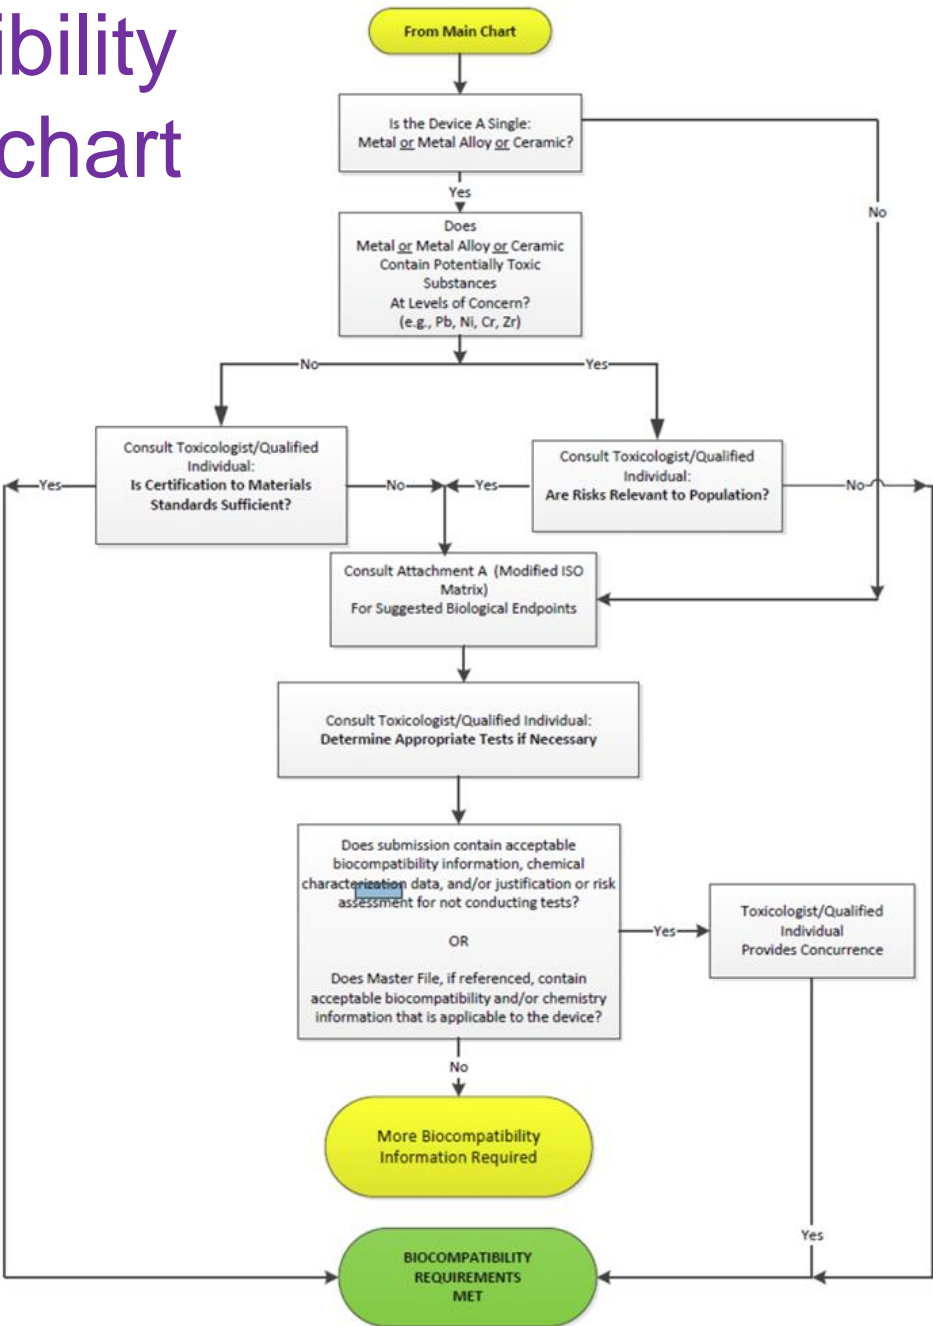 ibility
chart
From Main Chart
Is the Device A Single:
Metal or Metal Alloy or Ceramic?
Yes
No
Does
Metal or Metal Alloy or Ceramic
Contain Potentially Toxic
Substances
At Levels of Concern?
(e.g., Pb, Ni, Cr, Zr)
No
Yes
Consult Toxicologist/Qualified
Individual:
Is Certification to Materials
Standards Sufficient?
Yes
No
Consult Toxicologist/Qualified
Individual:
Are Risks Relevant to Population?
Yes
No
Consult Attachment A (Modified ISO
Matrix)
For Suggested Biological Endpoints
Consult Toxicologist/Qualified Individual:
Determine Appropriate Tests if Necessary
Does submission contain acceptable
biocompatibility information, chemical
characterization data, and/or justification or risk
assessment for not conducting tests?
OR
Does Master File, if referenced, contain
acceptable biocompatibility and/or chemistry
information that is applicable to the device?
Yes
Toxicologist/Qualified
Individual
Provides Concurrence
No
More Biocompatibility
Information Required
Yes
BIOCOMPATIBILITY
REQUIREMENTS
MET